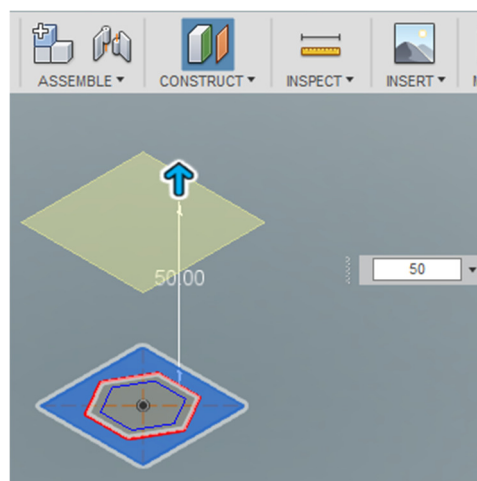 ASSEMBLE ▾ CONSTRUCT ▾ INSPECT ▾ INSERT ▾
50.00
50